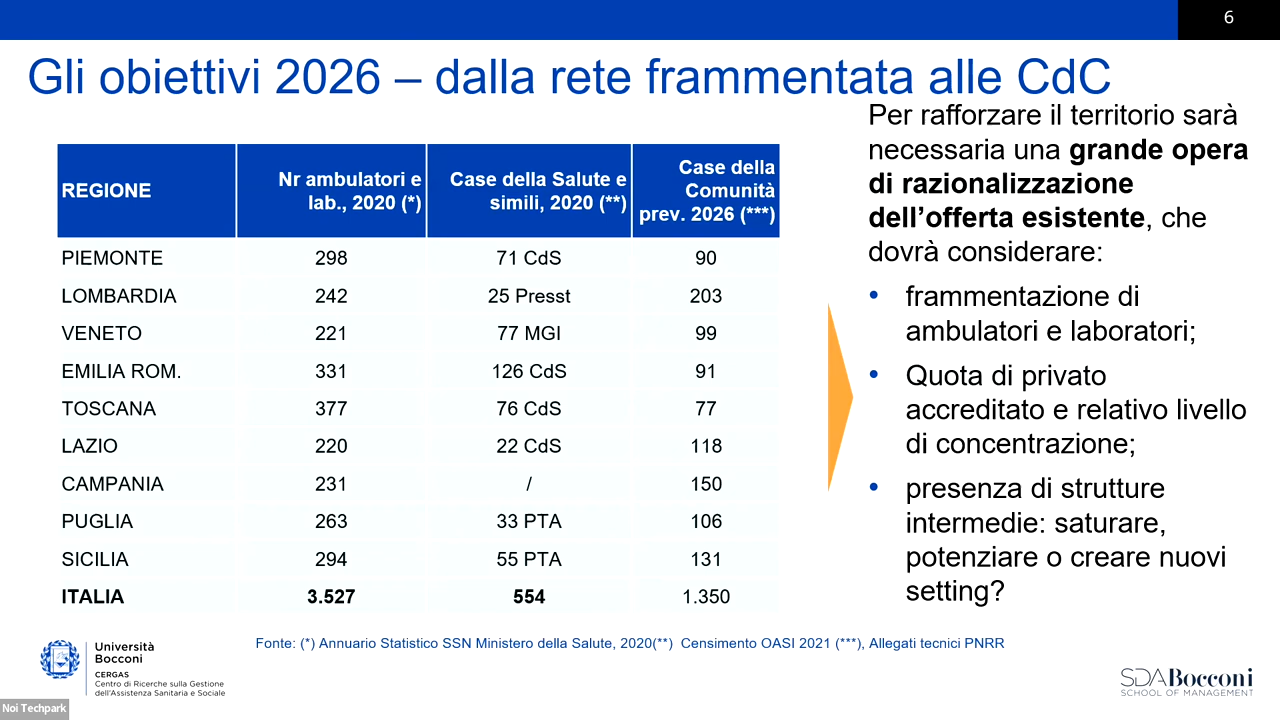 6
Gli obiettivi 2026 – dalla rete frammentata alle CdC
REGIONE
Nr ambulatori e
lab., 2020 (*)
Case della Salute e
simili, 2020 (**)
Case della
Comunità
prev. 2026 (***)
PIEMONTE 298 71 CdS 90
LOMBARDIA 242 25 Presst 203
VENETO 221 77 MGI 99
EMILIA ROM. 331 126 CdS 91
TOSCANA 377 76 CdS 77
LAZIO 220 22 CdS 118
CAMPANIA 231 / 150
PUGLIA 263 33 PTA 106
SICILIA 294 55 PTA 131
ITALIA 3.527 554 1.350
Per rafforzare il territorio sarà
necessaria una grande opera
di razionalizzazione
dell’offerta esistente, che
dovrà considerare:
• frammentazione di
ambulatori e laboratori;
• Quota di privato
accreditato e relativo livello
di concentrazione;
• presenza di strutture
intermedie: saturare,
potenziare o creare nuovi
setting?
Fonte: (*) Annuario Statistico SSN Ministero della Salute, 2020(**) Censimento OASI 2021 (***), Allegati tecnici PNRR
Università
Bocconi
CERGAS
Centro di Ricerche sulla Gestione
dell’Assistenza Sanitaria e Sociale
SDA Bocconi
SCHOOL OF MANAGEMENT
Noi Techpark